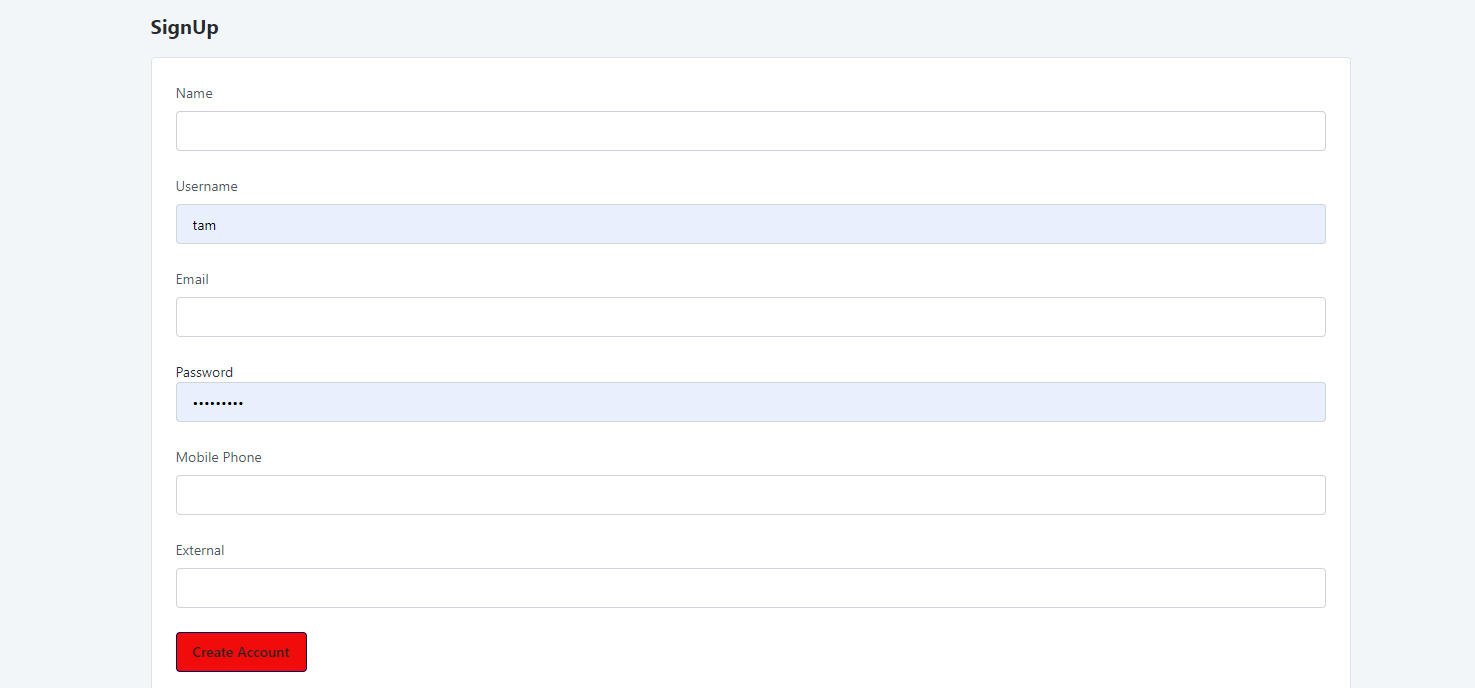 SignUp
Name
Username
tam
Email
Password
•••••••••
Mobile Phone
External
Create Account